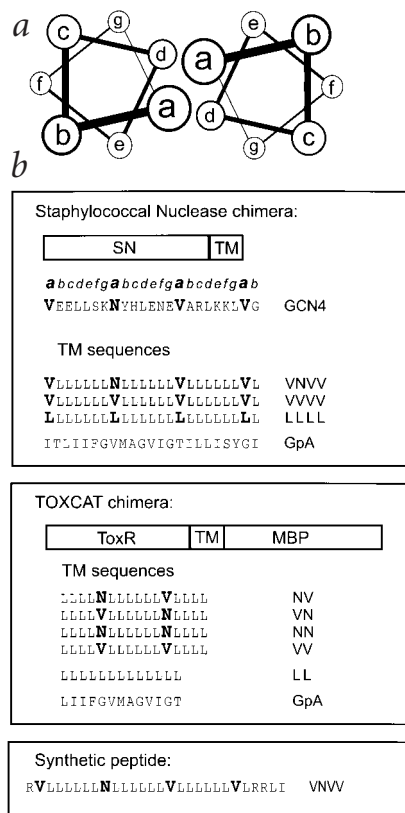 a
g e
c d a b
f f
b a d c
e g
b
Staphylococcal Nuclease chimera:
SN TM
abcdefgabcdefgabcdefgab
VEELLSKNYHLENEVARLKKLVG GCN4
TM sequences
VLLLLLLNLLLLLLVLLLLLLVL VNVV
VLLLLLLVLLLLLLVLLLLLLVL VVVV
LLLLLLLLLLLLLLLLLLLLLLL LLLL
ITLIIFGVMAGVIGTILLISYGI GpA
TOXCAT chimera:
ToxR TM MBP
TM sequences
LLLLNLLLLLLVLLLL NV
LLLLVLLLLLLNLLLL VN
LLLLNLLLLLLNLLLL NN
LLLLVLLLLLLVLLLL VV
LLLLLLLLLLLLL LL
LIIFGVMAGVIGT GpA
Synthetic peptide:
RVLLLLLLNLLLLLLVLLLLLLVLRRLI VNVV